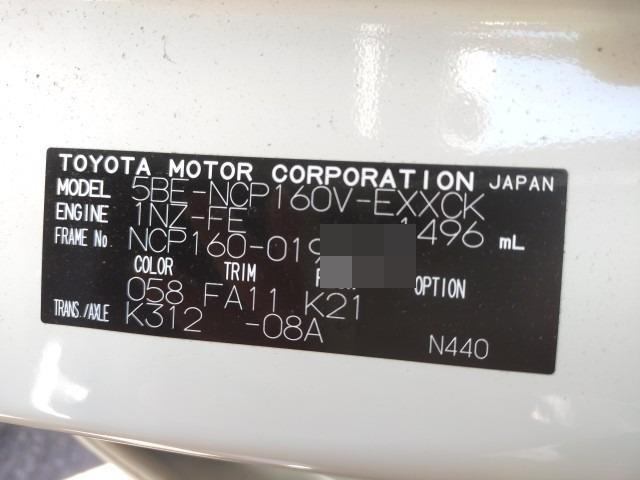 TOYOTA MOTOR CORPORATION JAPAN
MODEL 5BE-NCP160V-EXXCK
ENGINE 1NZ-FE 1496 mL
FRAME No NCP160-019
COLOR TRIM OPTION
058 FA11 K21
TRANS./AXLE K312 -08A
N440